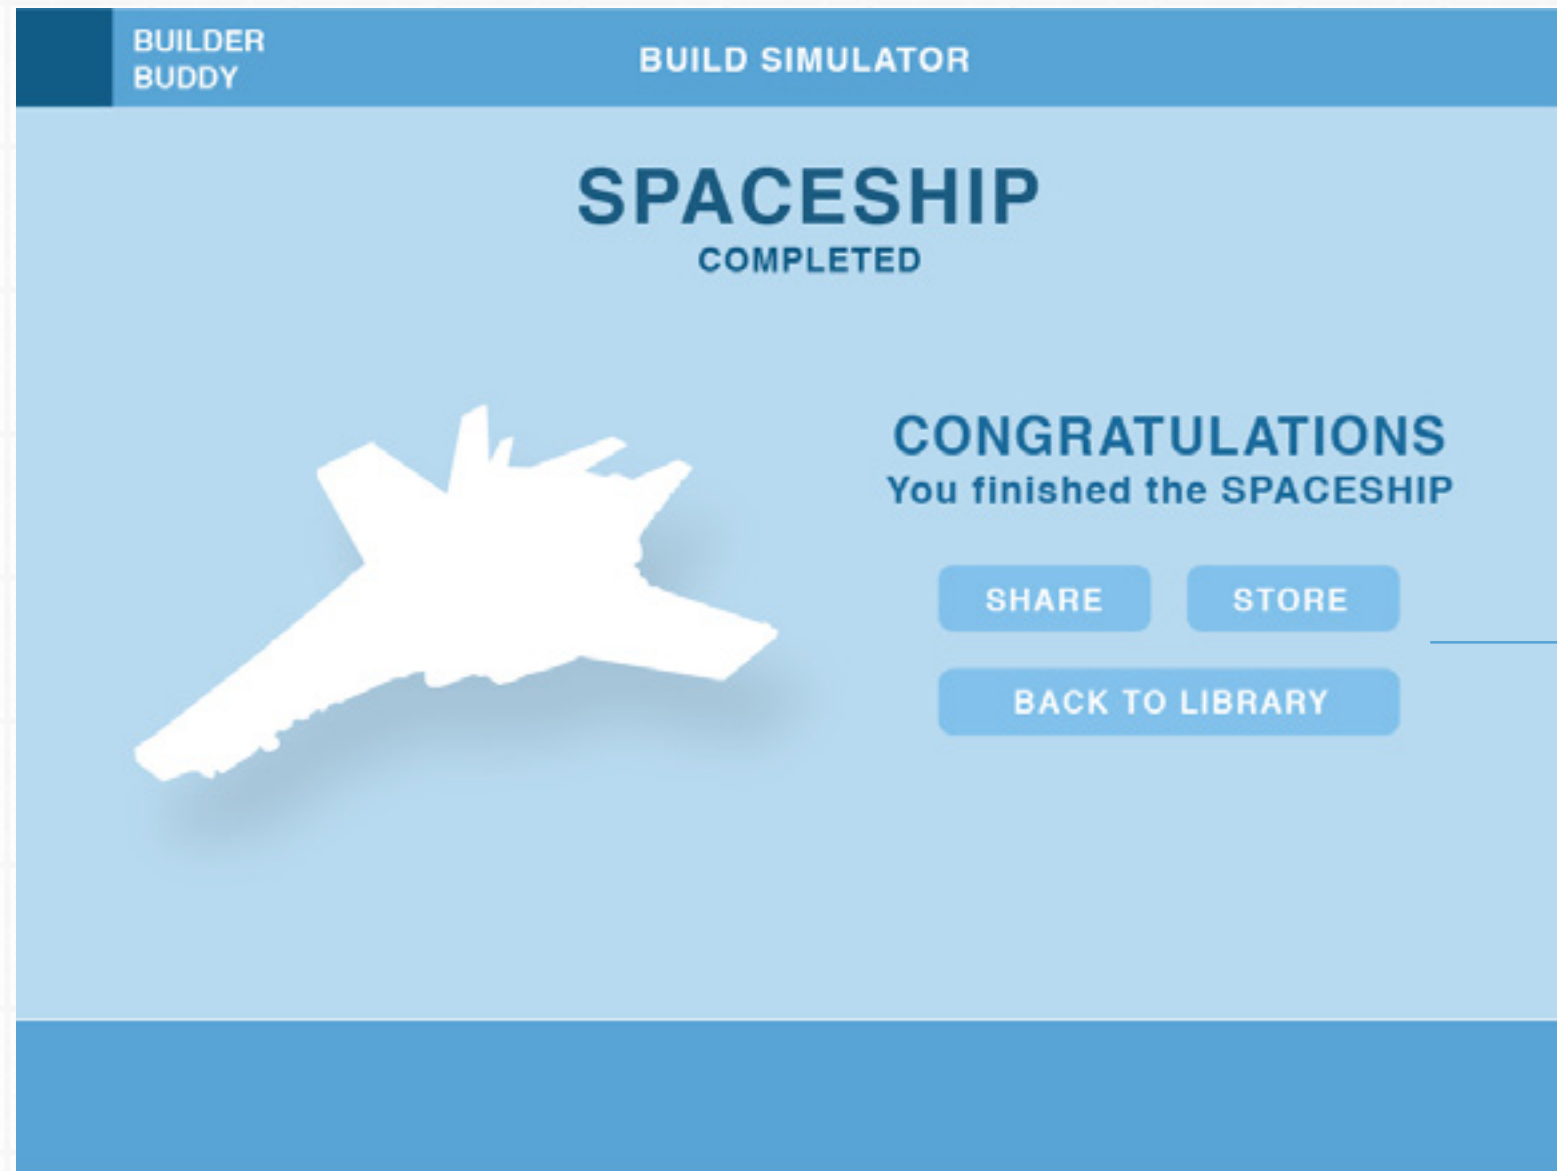 BUILDER
BUDDY
BUILD SIMULATOR
SPACESHIP
COMPLETED
CONGRATULATIONS
You finished the SPACESHIP
SHARE
STORE
BACK TO LIBRARY